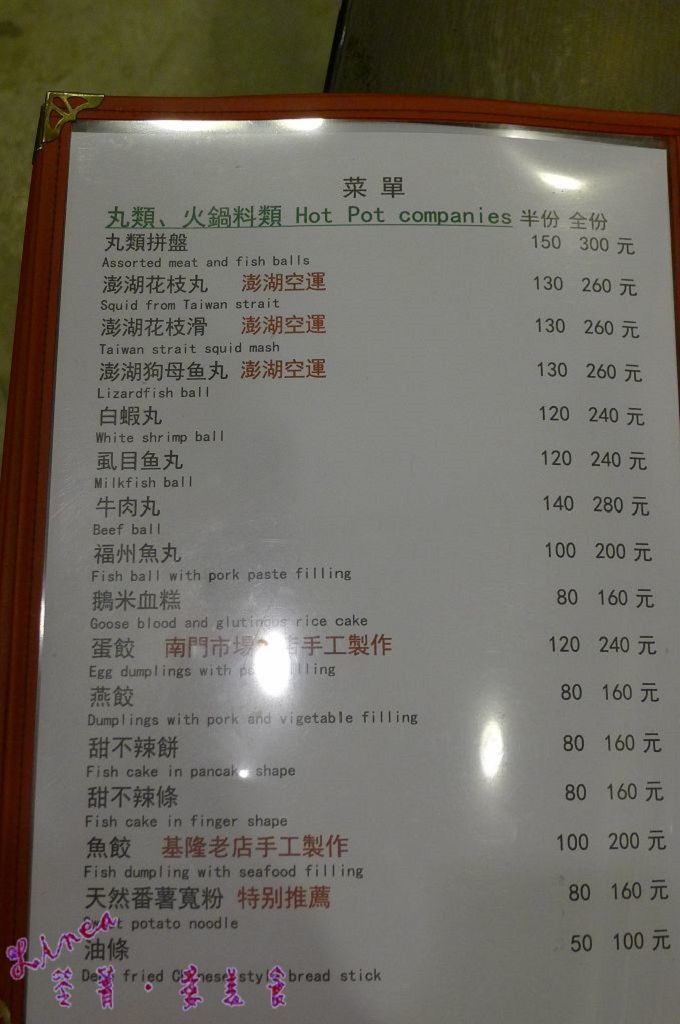 菜單
丸類、火鍋料類 Hot Pot companies 半份 全份
丸類拼盤 150 300 元
Assorted meat and fish balls
澎湖花枝丸 澎湖空運 130 260 元
Squid from Taiwan strait
澎湖花枝滑 澎湖空運 130 260 元
Taiwan strait squid mash
澎湖狗母鱼丸 澎湖空運 130 260 元
Lizardfish ball
白蝦丸 120 240 元
White shrimp ball
虱目鱼丸 120 240 元
Milkfish ball
牛肉丸 140 280 元
Beef ball
福州魚丸 100 200 元
Fish ball with pork paste filling
鵝米血糕 80 160 元
Goose blood and glutinous rice cake
蛋餃 南門市場 手工製作 120 240 元
Egg dumplings with filling
燕餃 80 160 元
Dumplings with pork and vigetable filling
甜不辣餅 80 160 元
Fish cake in pancake shape
甜不辣條 80 160 元
Fish cake in finger shape
魚餃 基隆老店手工製作 100 200 元
Fish dumpling with seafood filling
天然番薯寬粉 特别推薦 80 160 元
Sweet potato noodle
油條 50 100 元
Deep fried Chinese style bread stick
Linca
美食